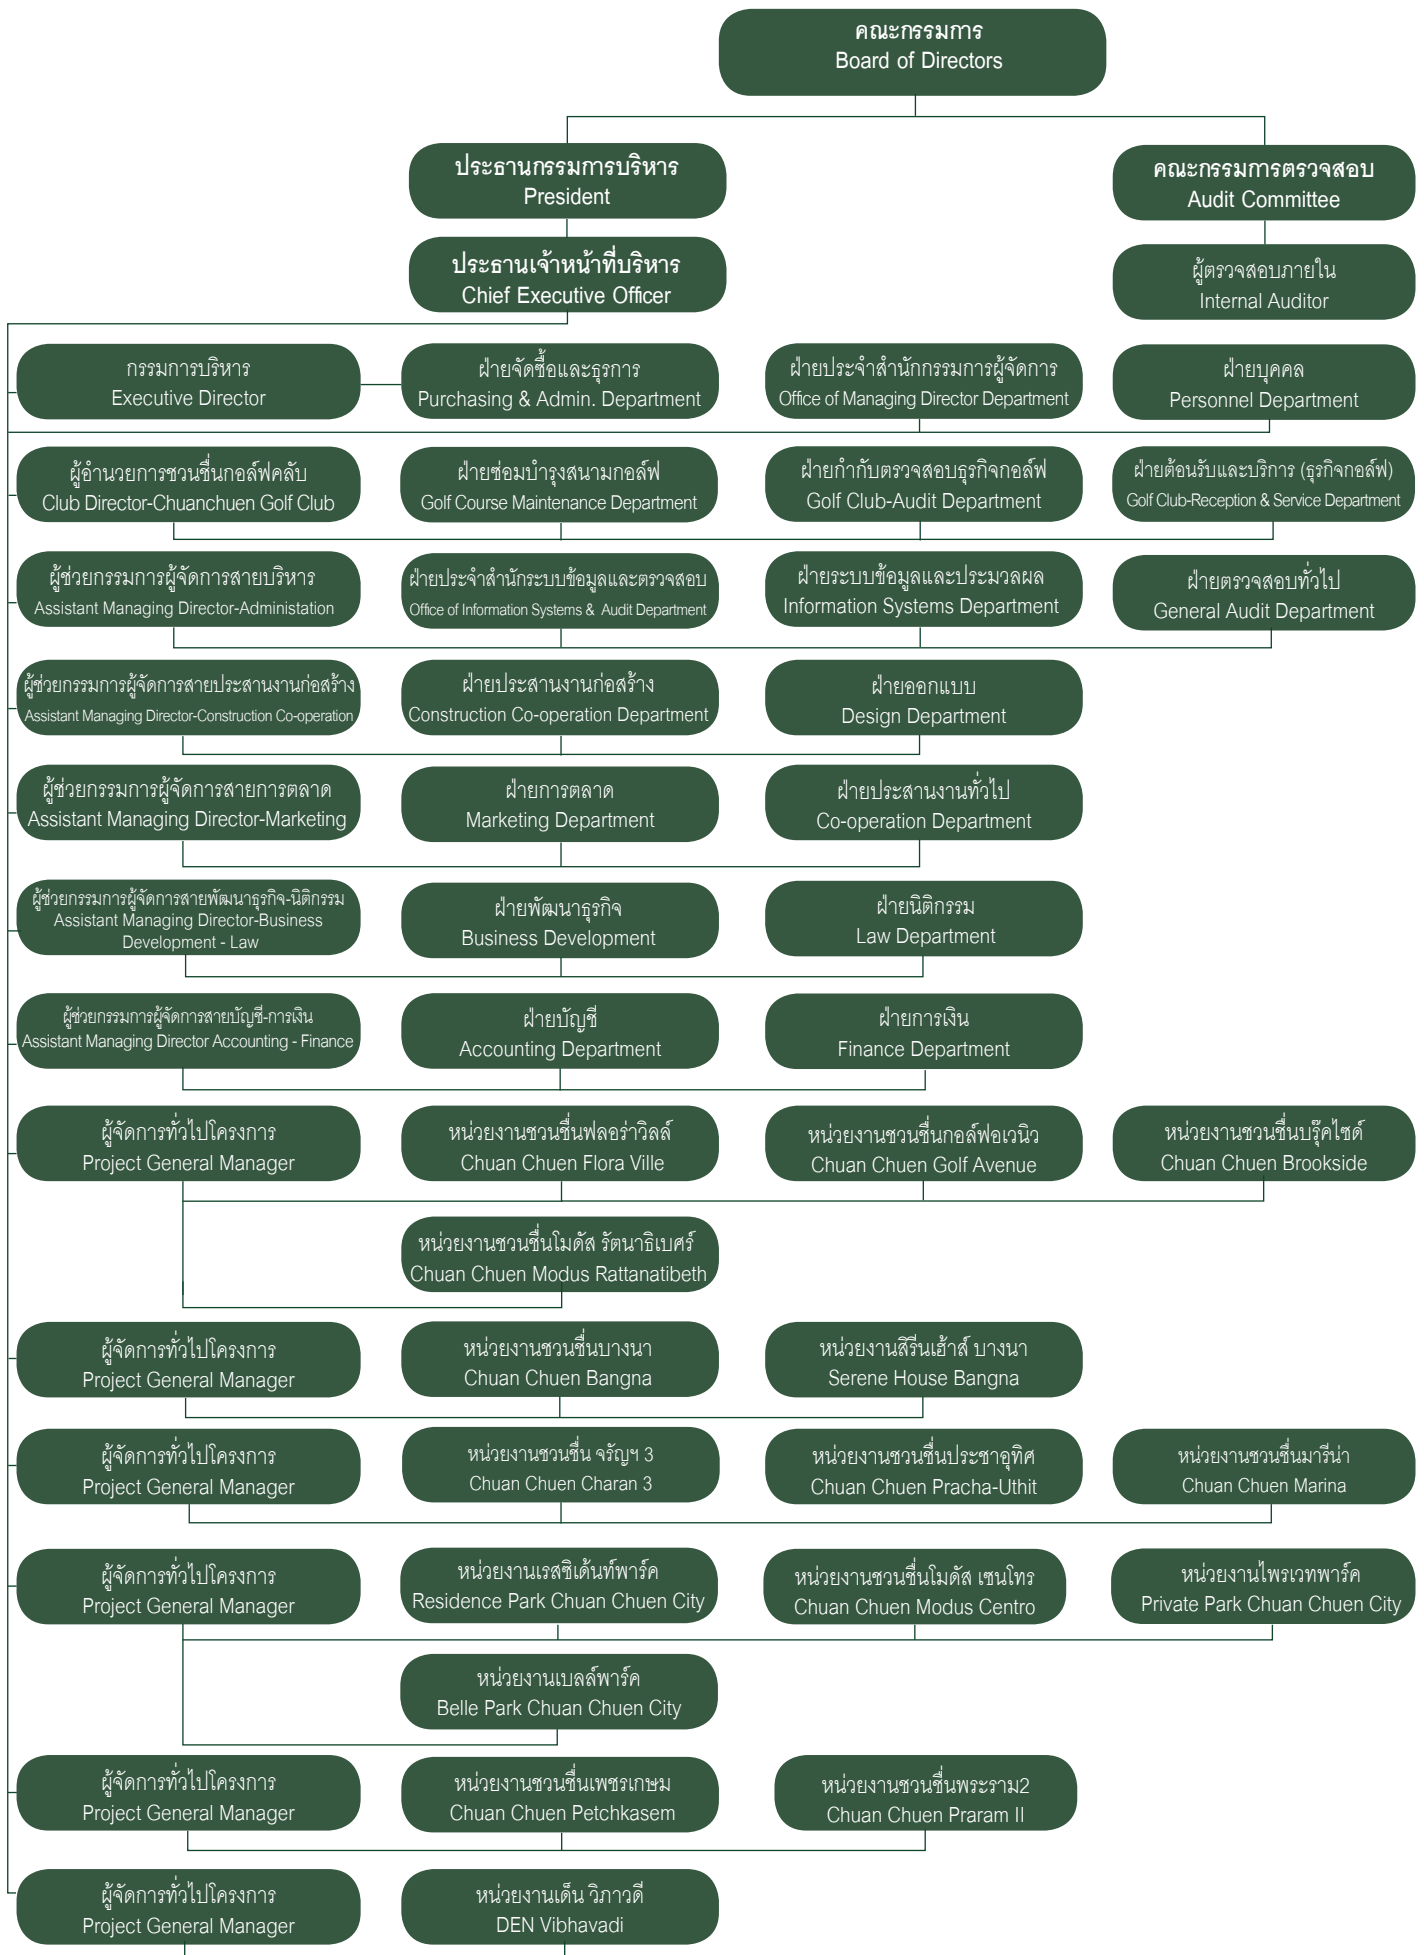 คณะกรรมการ
Board of Directors
ประธานกรรมการบริหาร
President
คณะกรรมการตรวจสอบ
Audit Committee
ประธานเจ้าหน้าที่บริหาร
Chief Executive Officer
ผู้ตรวจสอบภายใน
Internal Auditor
กรรมการบริหาร
Executive Director
ฝ่ายจัดซื้อและธุรการ
Purchasing & Admin. Department
ฝ่ายประจำสำนักกรรมการผู้จัดการ
Office of Managing Director Department
ฝ่ายบุคคล
Personnel Department
ผู้อำนวยการชวนชื่นกอล์ฟคลับ
Club Director-Chuanchuen Golf Club
ฝ่ายซ่อมบำรุงสนามกอล์ฟ
Golf Course Maintenance Department
ฝ่ายกำกับตรวจสอบธุรกิจกอล์ฟ
Golf Club-Audit Department
ฝ่ายต้อนรับและบริการ (ธุรกิจกอล์ฟ)
Golf Club-Reception & Service Department
ผู้ช่วยกรรมการผู้จัดการสายบริหาร
Assistant Managing Director-Administation
ฝ่ายประจำสำนักระบบข้อมูลและตรวจสอบ
Office of Information Systems & Audit Department
ฝ่ายระบบข้อมูลและประมวลผล
Information Systems Department
ฝ่ายตรวจสอบทั่วไป
General Audit Department
ผู้ช่วยกรรมการผู้จัดการสายประสานงานก่อสร้าง
Assistant Managing Director-Construction Co-operation
ฝ่ายประสานงานก่อสร้าง
Construction Co-operation Department
ฝ่ายออกแบบ
Design Department
ผู้ช่วยกรรมการผู้จัดการสายการตลาด
Assistant Managing Director-Marketing
ฝ่ายการตลาด
Marketing Department
ฝ่ายประสานงานทั่วไป
Co-operation Department
ผู้ช่วยกรรมการผู้จัดการสายพัฒนาธุรกิจ-นิติกรรม
Assistant Managing Director-Business
Development - Law
ฝ่ายพัฒนาธุรกิจ
Business Development
ฝ่ายนิติกรรม
Law Department
ผู้ช่วยกรรมการผู้จัดการสายบัญชี-การเงิน
Assistant Managing Director Accounting - Finance
ฝ่ายบัญชี
Accounting Department
ฝ่ายการเงิน
Finance Department
ผู้จัดการทั่วไปโครงการ
Project General Manager
หน่วยงานชวนชื่นฟลอร่าวิลล์
Chuan Chuen Flora Ville
หน่วยงานชวนชื่นกอล์ฟอเวนิว
Chuan Chuen Golf Avenue
หน่วยงานชวนชื่นบรุ๊คไซด์
Chuan Chuen Brookside
หน่วยงานชวนชื่นโมดัส รัตนาธิเบศร์
Chuan Chuen Modus Rattanatibeth
ผู้จัดการทั่วไปโครงการ
Project General Manager
หน่วยงานชวนชื่นบางนา
Chuan Chuen Bangna
หน่วยงานสิรีนเฮ้าส์ บางนา
Serene House Bangna
ผู้จัดการทั่วไปโครงการ
Project General Manager
หน่วยงานชวนชื่น จรัญฯ 3
Chuan Chuen Charan 3
หน่วยงานชวนชื่นประชาอุทิศ
Chuan Chuen Pracha-Uthit
หน่วยงานชวนชื่นมารีน่า
Chuan Chuen Marina
ผู้จัดการทั่วไปโครงการ
Project General Manager
หน่วยงานเรสซิเด้นท์พาร์ค
Residence Park Chuan Chuen City
หน่วยงานชวนชื่นโมดัส เซนโทร
Chuan Chuen Modus Centro
หน่วยงานไพรเวทพาร์ค
Private Park Chuan Chuen City
หน่วยงานเบลล์พาร์ค
Belle Park Chuan Chuen City
ผู้จัดการทั่วไปโครงการ
Project General Manager
หน่วยงานชวนชื่นเพชรเกษม
Chuan Chuen Petchkasem
หน่วยงานชวนชื่นพระราม2
Chuan Chuen Praram II
ผู้จัดการทั่วไปโครงการ
Project General Manager
หน่วยงานเด็น วิภาวดี
DEN Vibhavadi